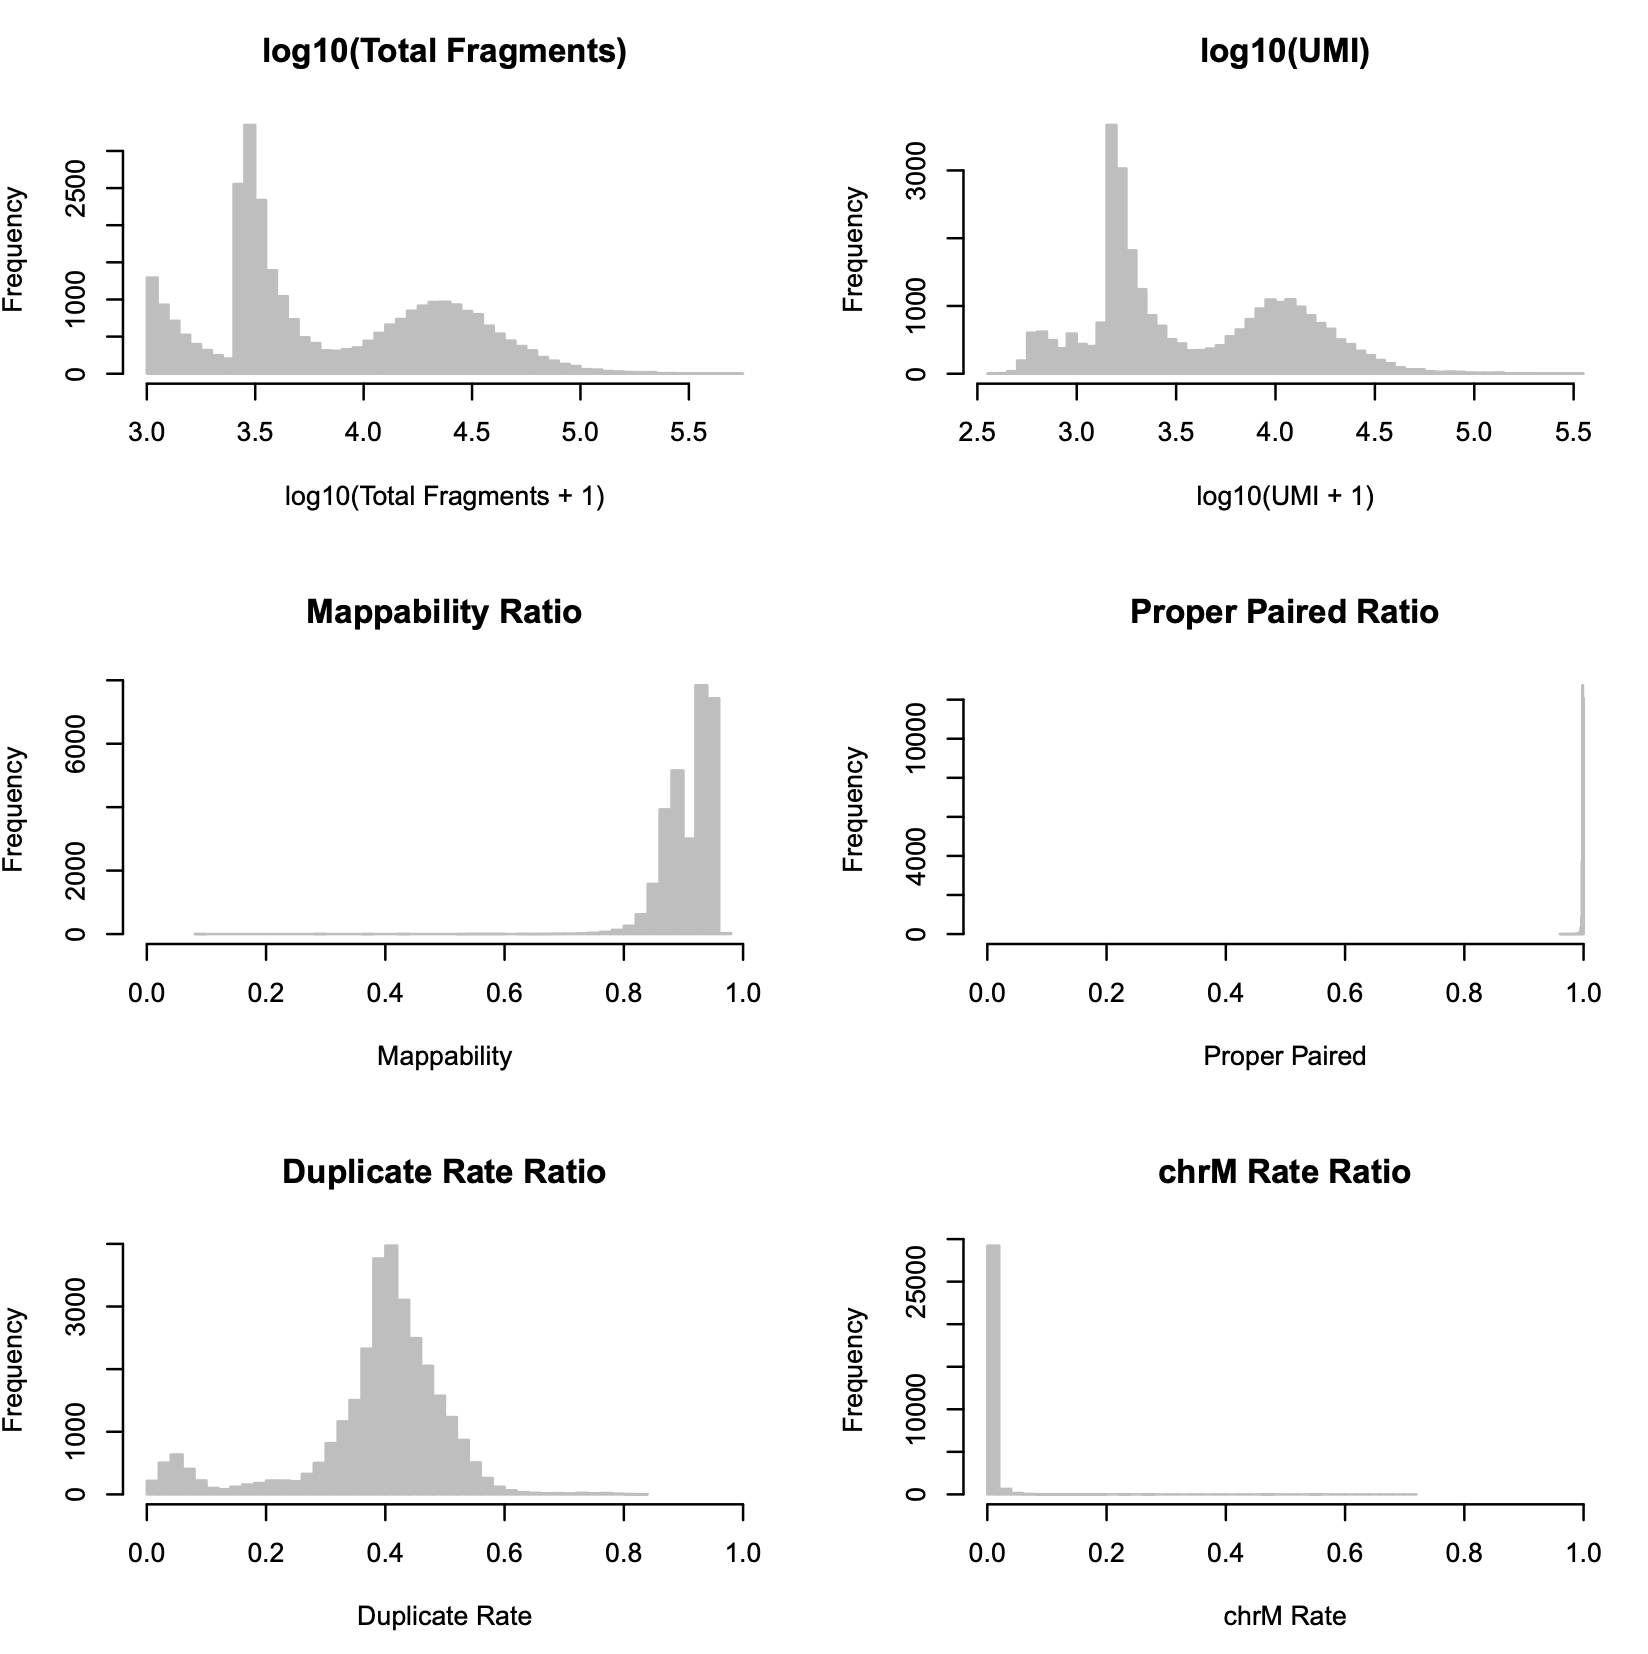 log10(Total Fragments)
Frequency
0 1000 2500
3.0 3.5 4.0 4.5 5.0 5.5
log10(Total Fragments + 1)
log10(UMI)
Frequency
0 1000 3000
2.5 3.0 3.5 4.0 4.5 5.0 5.5
log10(UMI + 1)
Mappability Ratio
Frequency
0 2000 6000
0.0 0.2 0.4 0.6 0.8 1.0
Mappability
Proper Paired Ratio
Frequency
0 4000 10000
0.0 0.2 0.4 0.6 0.8 1.0
Proper Paired
Duplicate Rate Ratio
Frequency
0 1000 3000
0.0 0.2 0.4 0.6 0.8 1.0
Duplicate Rate
chrM Rate Ratio
Frequency
0 10000 25000
0.0 0.2 0.4 0.6 0.8 1.0
chrM Rate